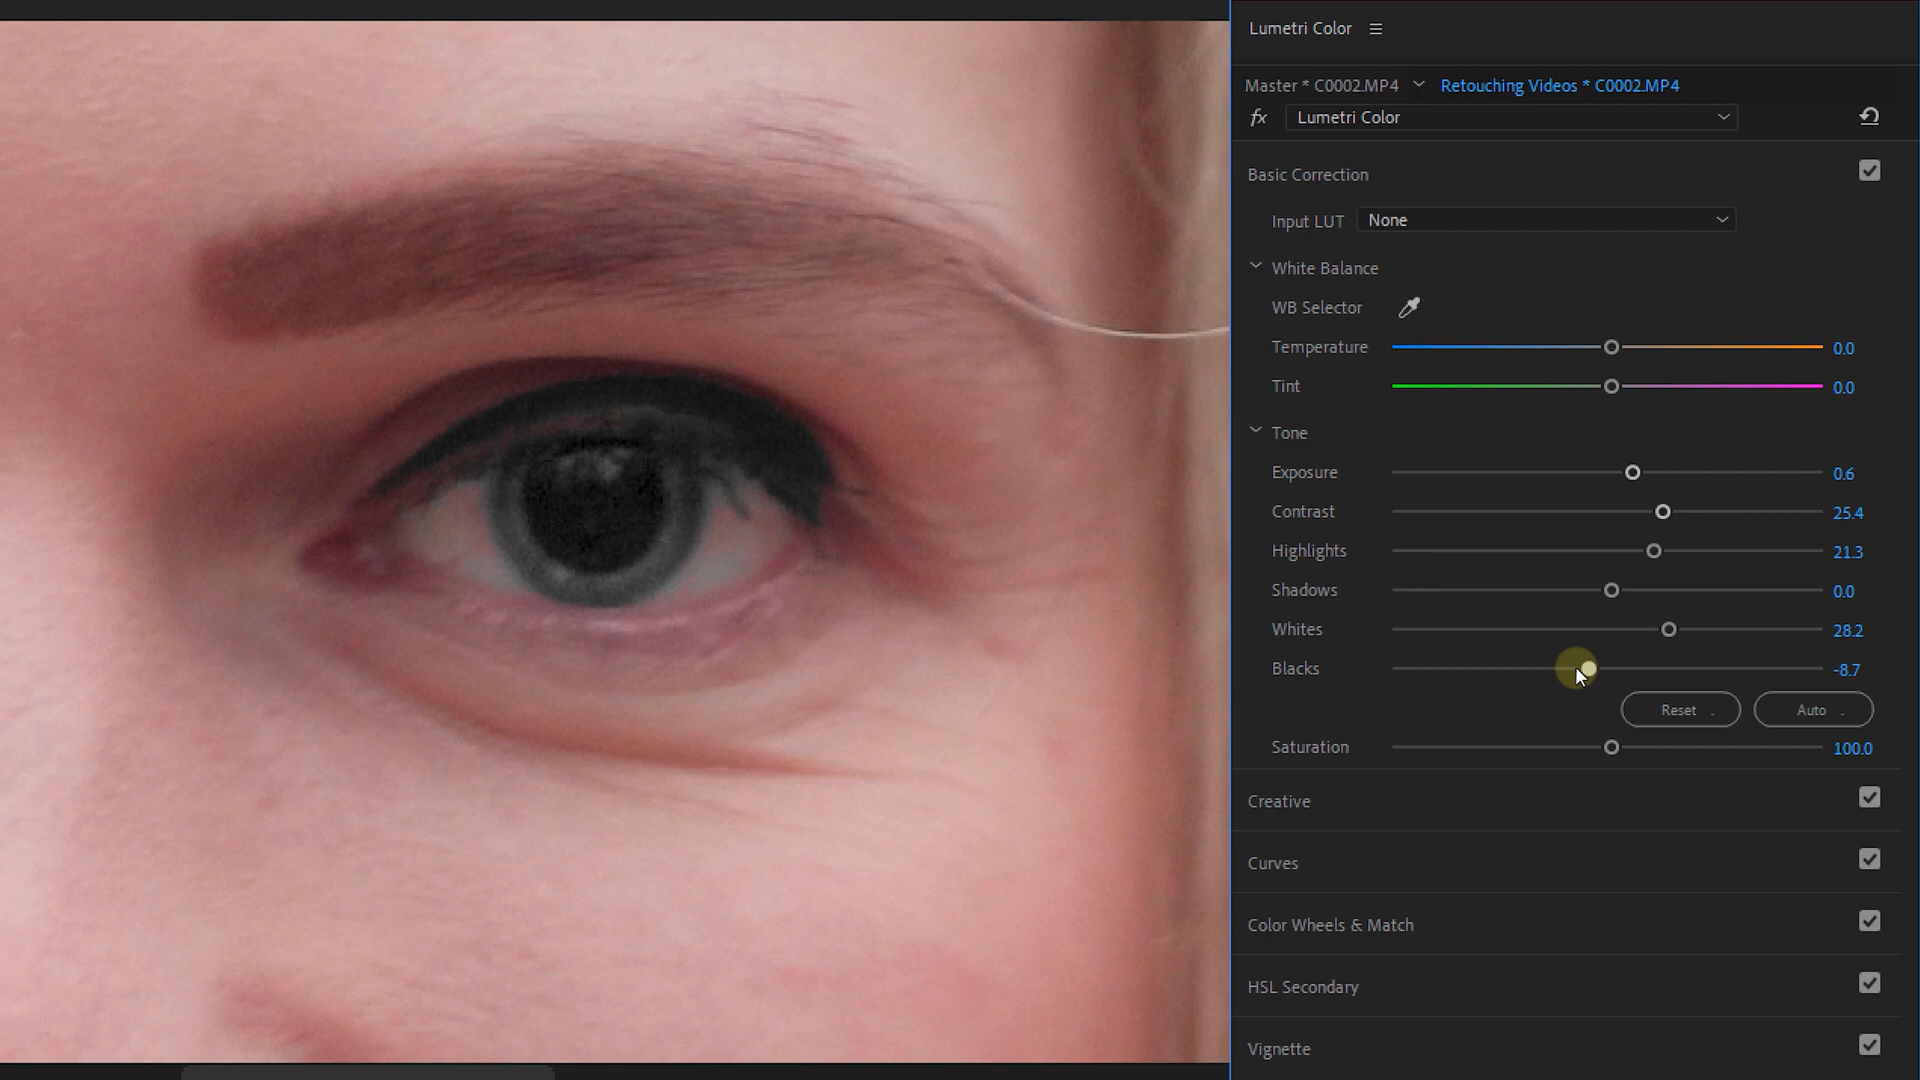 Lumetri Color
Master * C0002.MP4 Retouching Videos * C0002.MP4
fx Lumetri Color
Basic Correction
Input LUT None
White Balance
WB Selector
Temperature 0.0
Tint 0.0
Tone
Exposure 0.6
Contrast 25.4
Highlights 21.3
Shadows 0.0
Whites 28.2
Blacks -8.7
Reset Auto
Saturation 100.0
Creative
Curves
Color Wheels & Match
HSL Secondary
Vignette